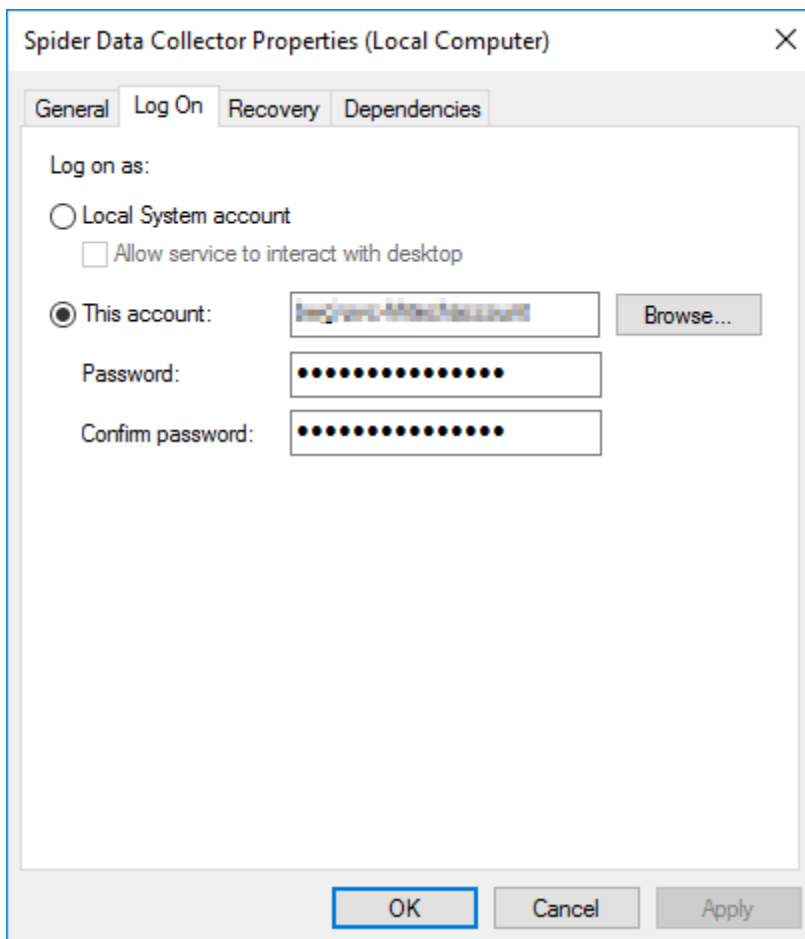 Spider Data Collector Properties (Local Computer)
General Log On Recovery Dependencies
Log on as:
Local System account
Allow service to interact with desktop
This account: Browse...
Password: •••••••••••••••
Confirm password: •••••••••••••••
OK Cancel Apply